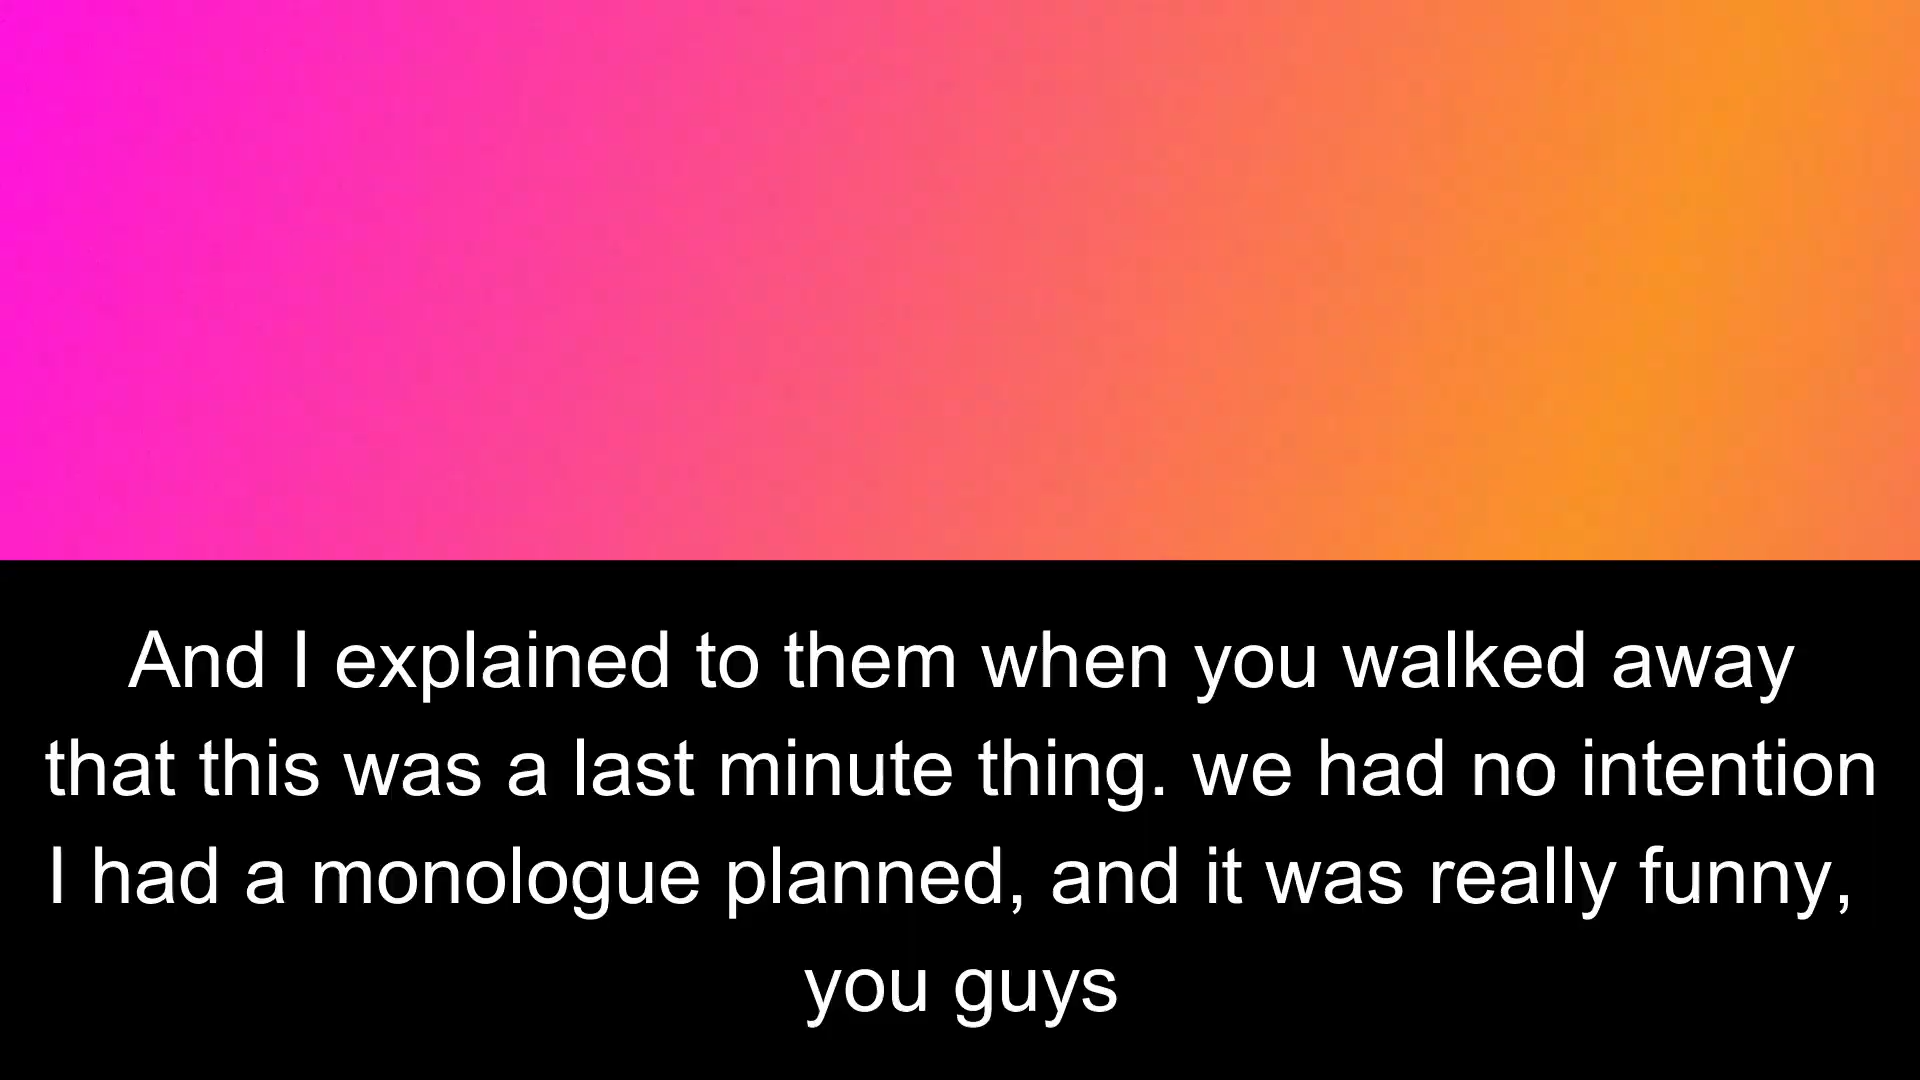 And I explained to them when you walked away
that this was a last minute thing. we had no intention
I had a monologue planned, and it was really funny,
you guys